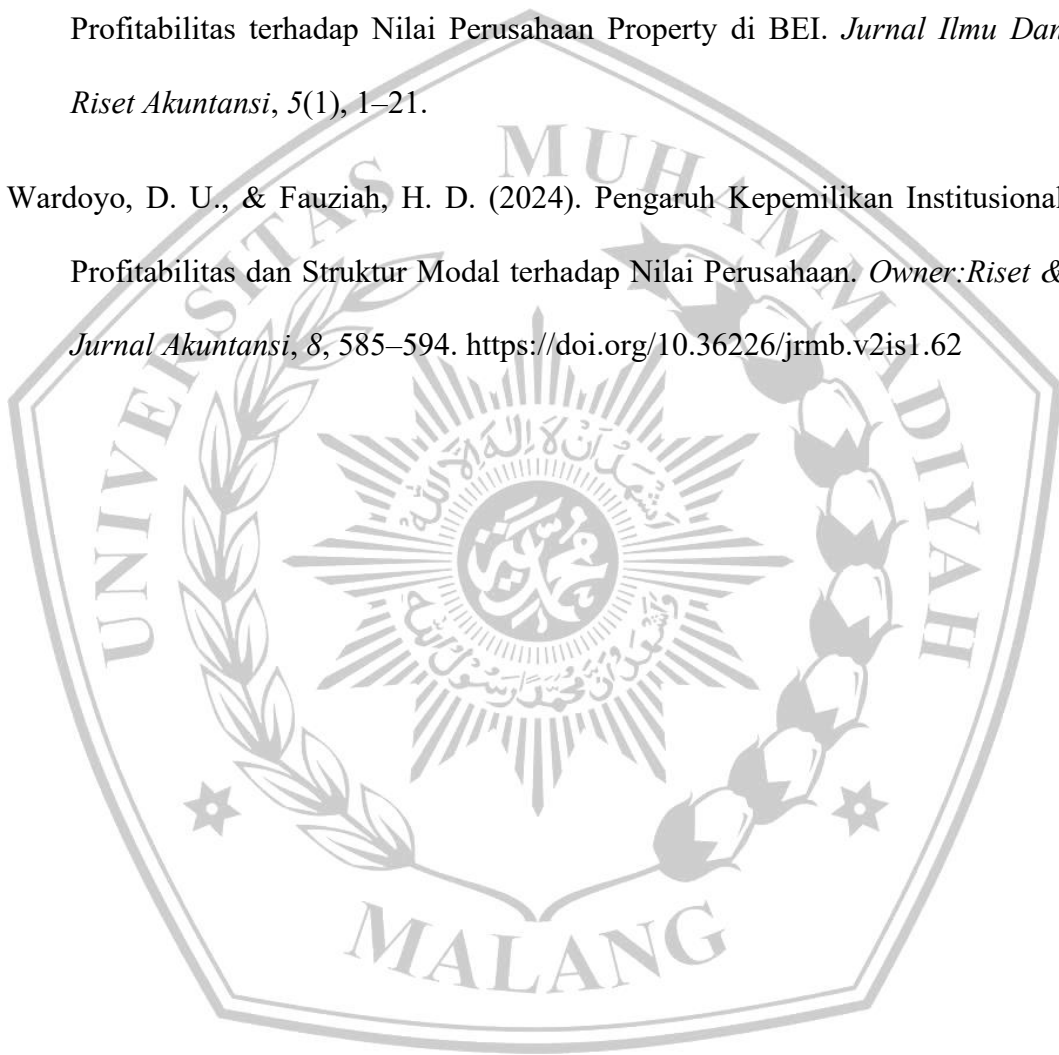 Profitabilitas terhadap Nilai Perusahaan Property di BEI. Jurnal Ilmu Dan
Riset Akuntansi, 5(1), 1–21.
Wardoyo, D. U., & Fauziah, H. D. (2024). Pengaruh Kepemilikan Institusional
Profitabilitas dan Struktur Modal terhadap Nilai Perusahaan. Owner:Riset &
Jurnal Akuntansi, 8, 585–594. https://doi.org/10.36226/jrmb.v2is1.62
UNIVERSITAS MUHAMMADIYAH
MALANG